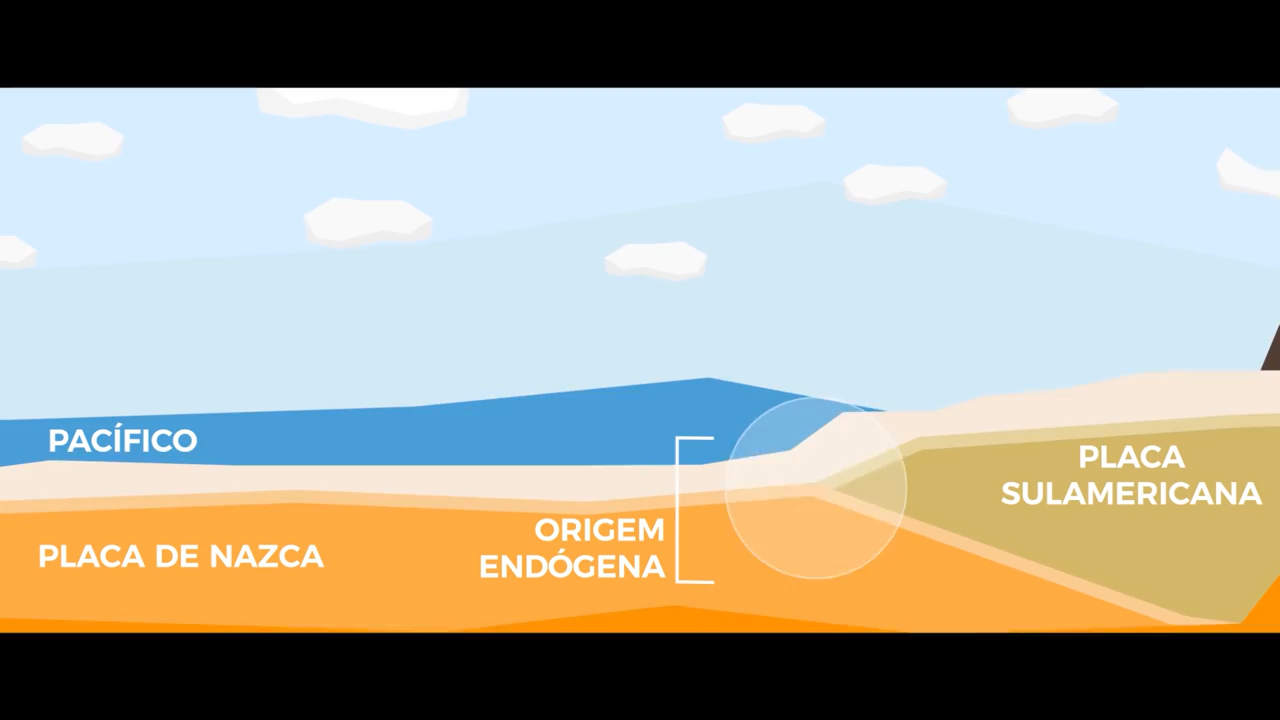 PACÍFICO
PLACA DE NAZCA
ORIGEM
ENDÓGENA
PLACA
SULAMERICANA